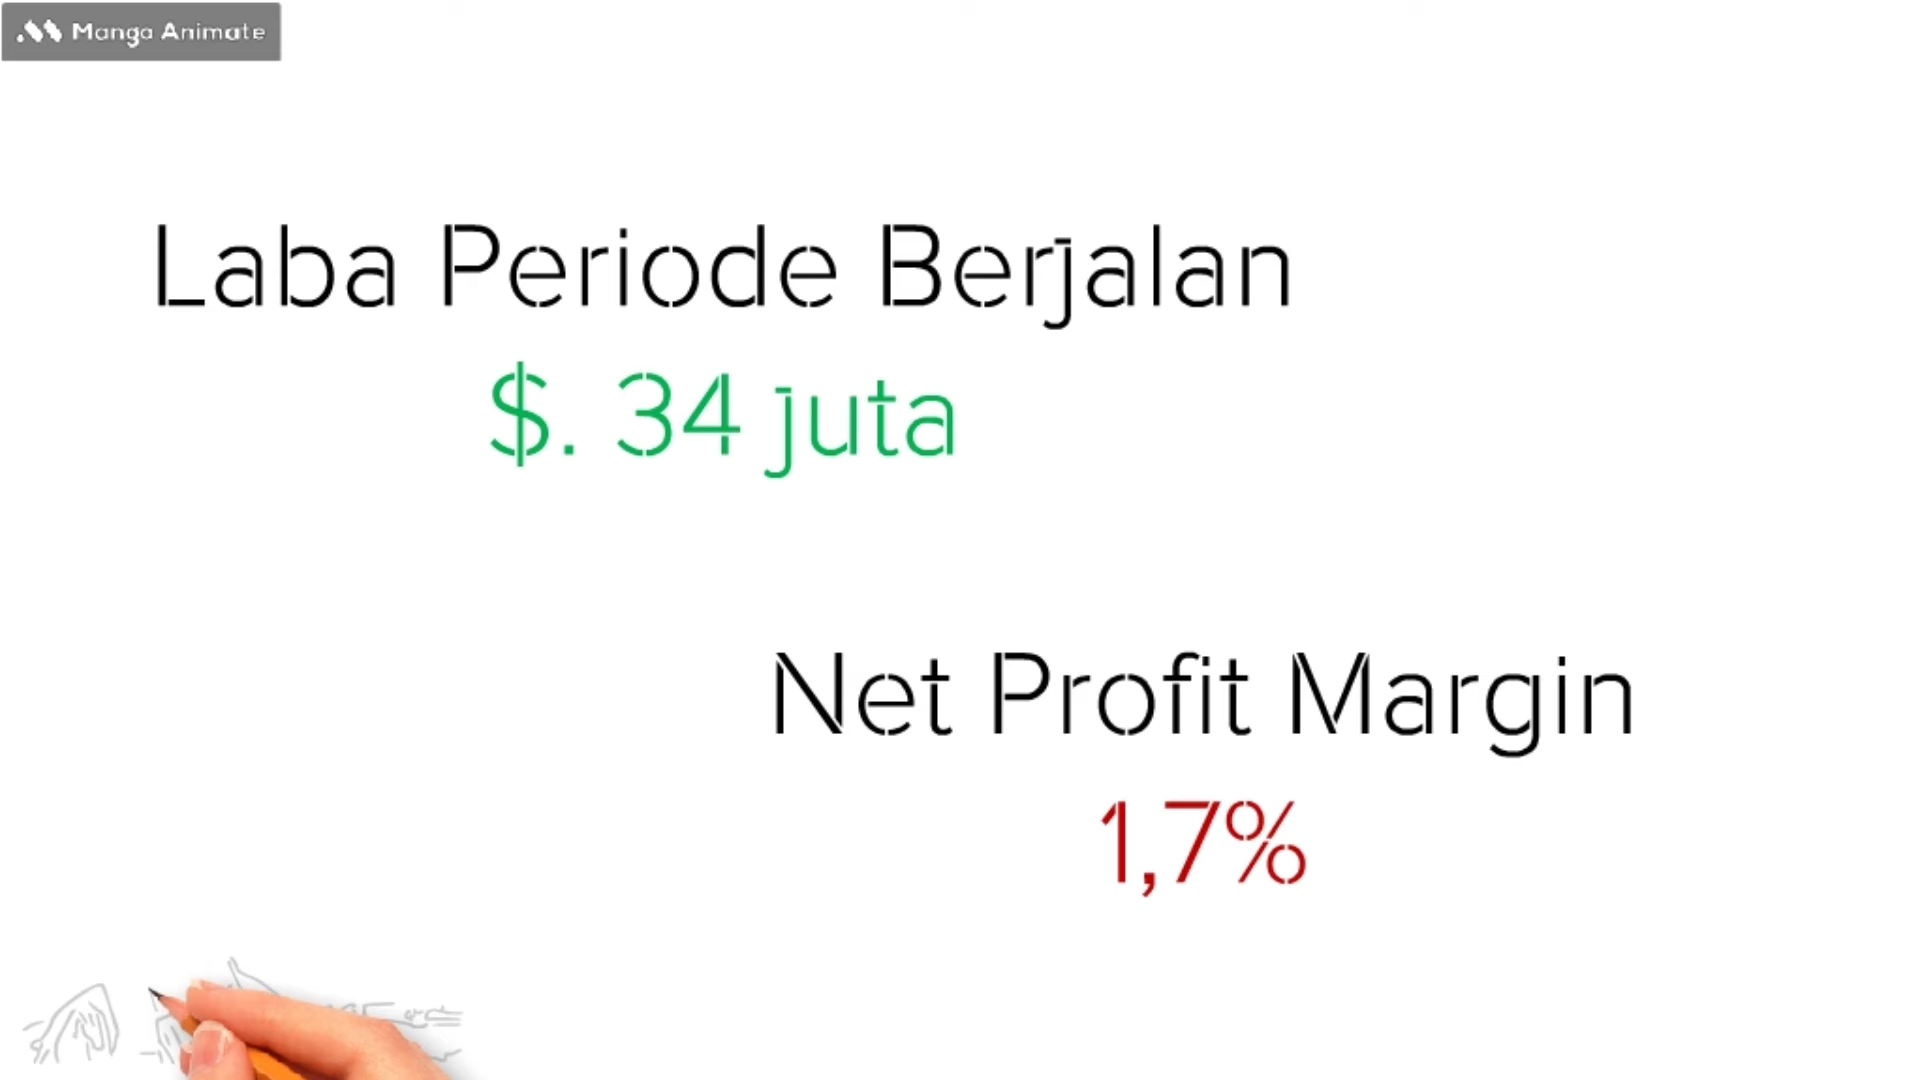 Manga Animate
Laba Periode Berjalan
$. 34 juta
Net Profit Margin
1,7%